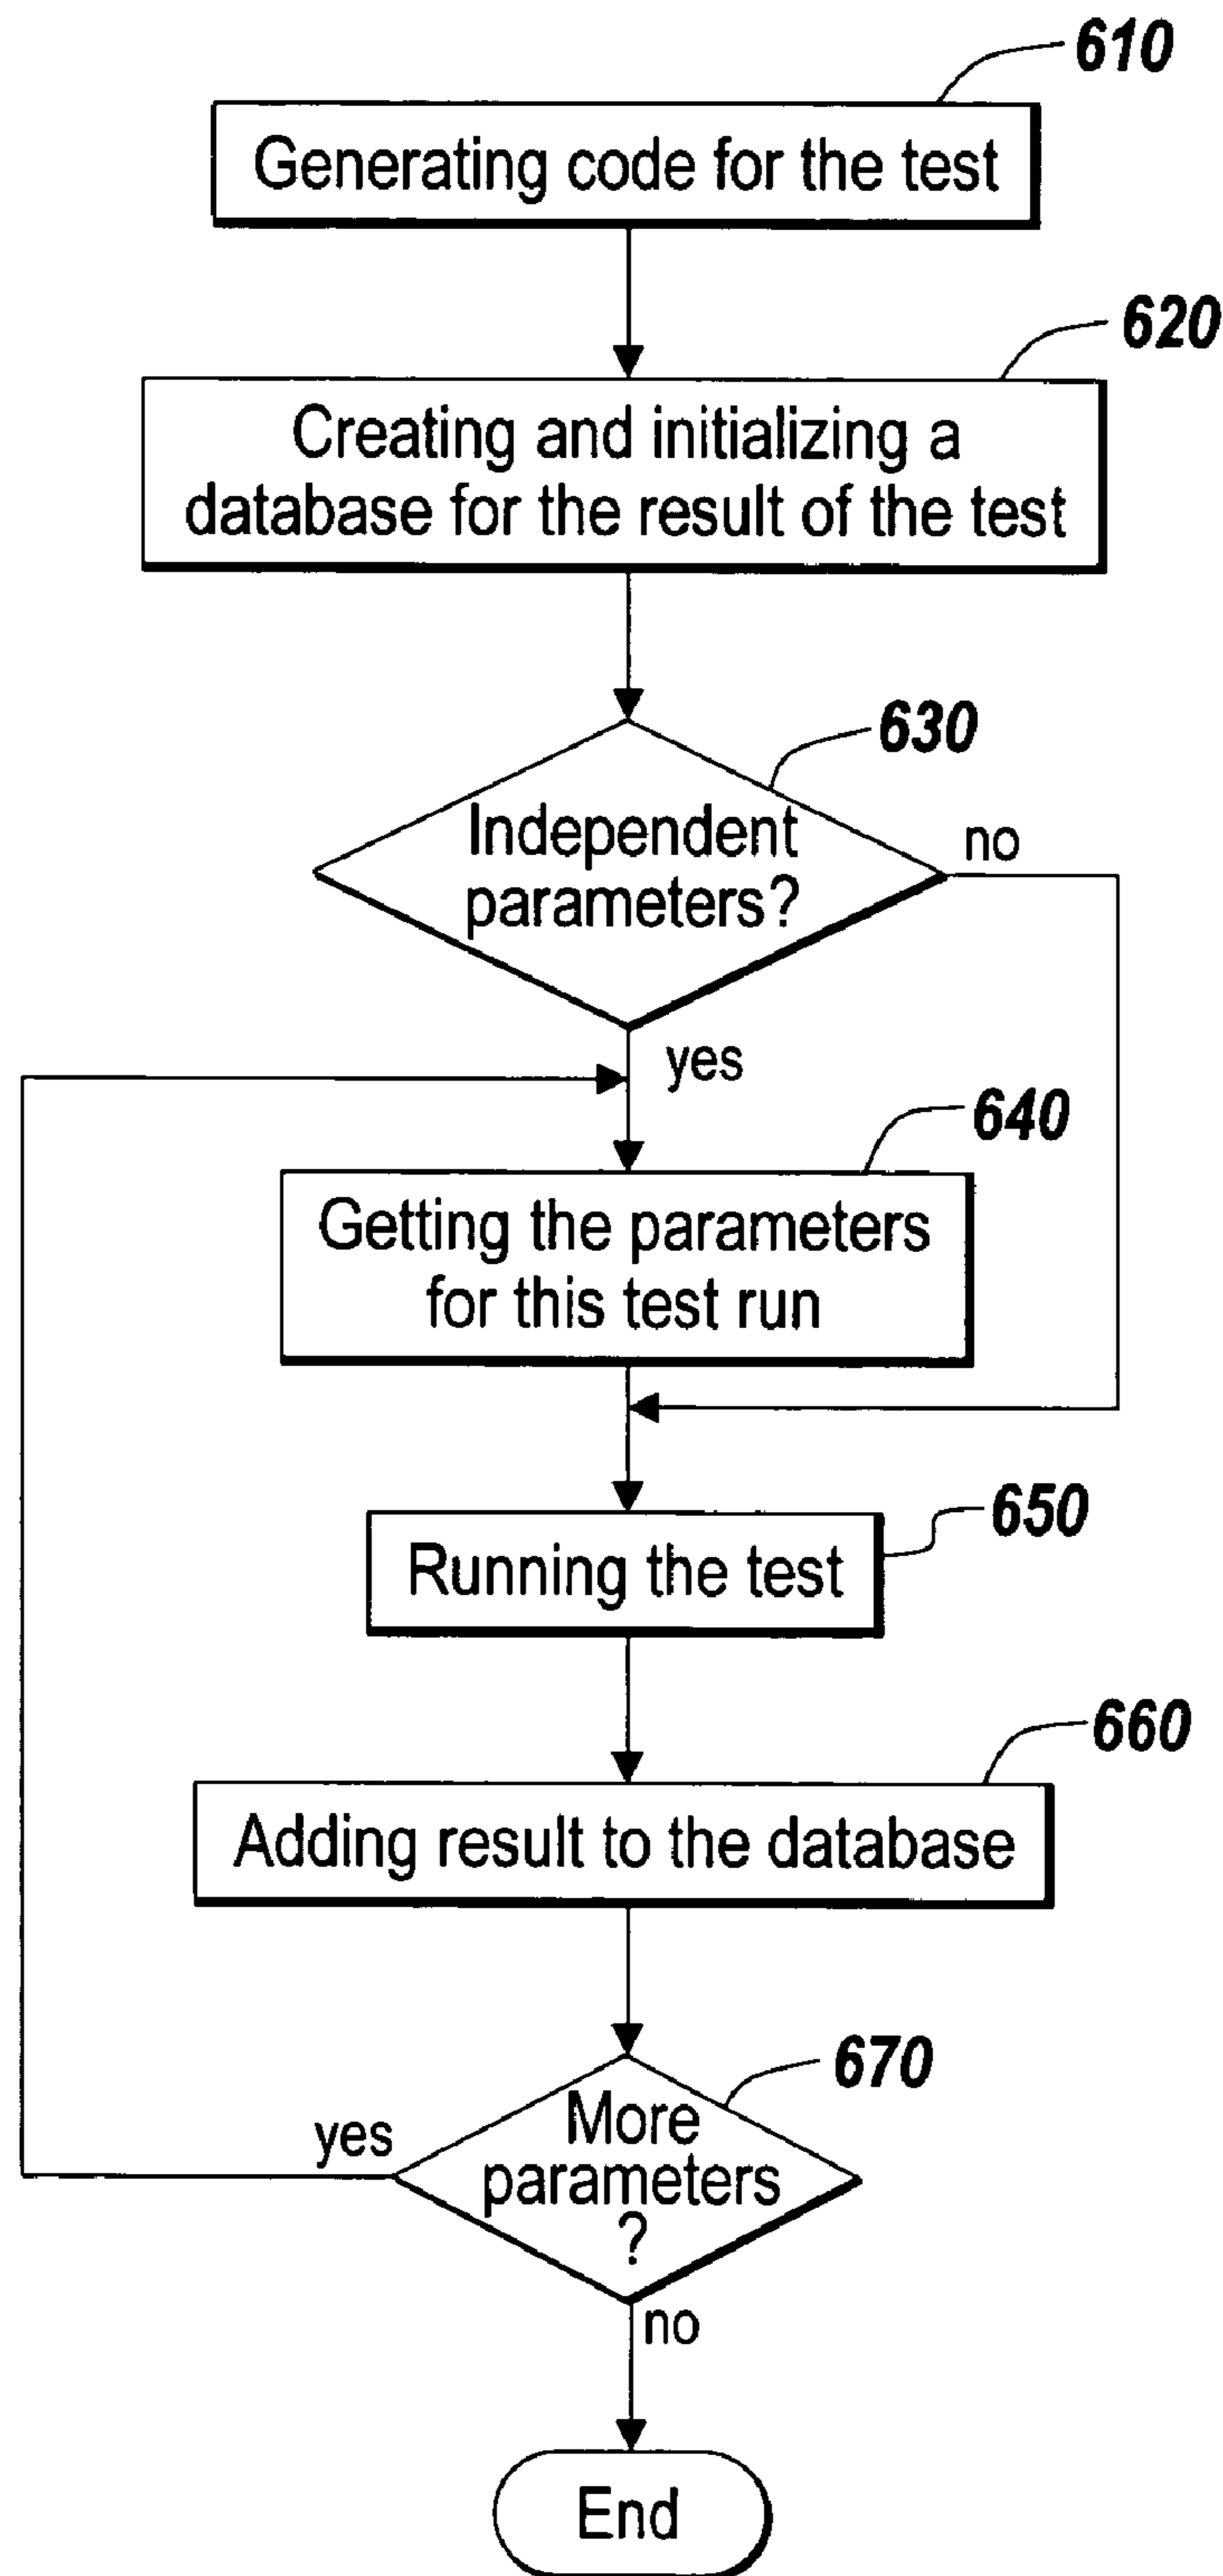 610
Generating code for the test
620
Creating and initializing a
database for the result of the test
630
Independent
parameters?
no
yes
640
Getting the parameters
for this test run
650
Running the test
660
Adding result to the database
670
More
parameters
?
yes
no
End